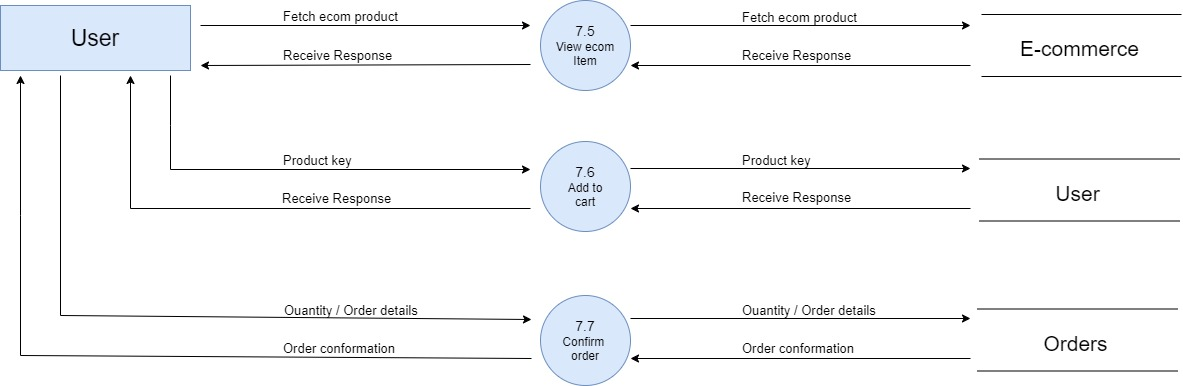 User
Fetch ecom product
Receive Response
7.5
View ecom
Item
Fetch ecom product
Receive Response
E-commerce
Product key
Receive Response
7.6
Add to
cart
Product key
Receive Response
User
Quantity / Order details
Order conformation
7.7
Confirm
order
Quantity / Order details
Order conformation
Orders